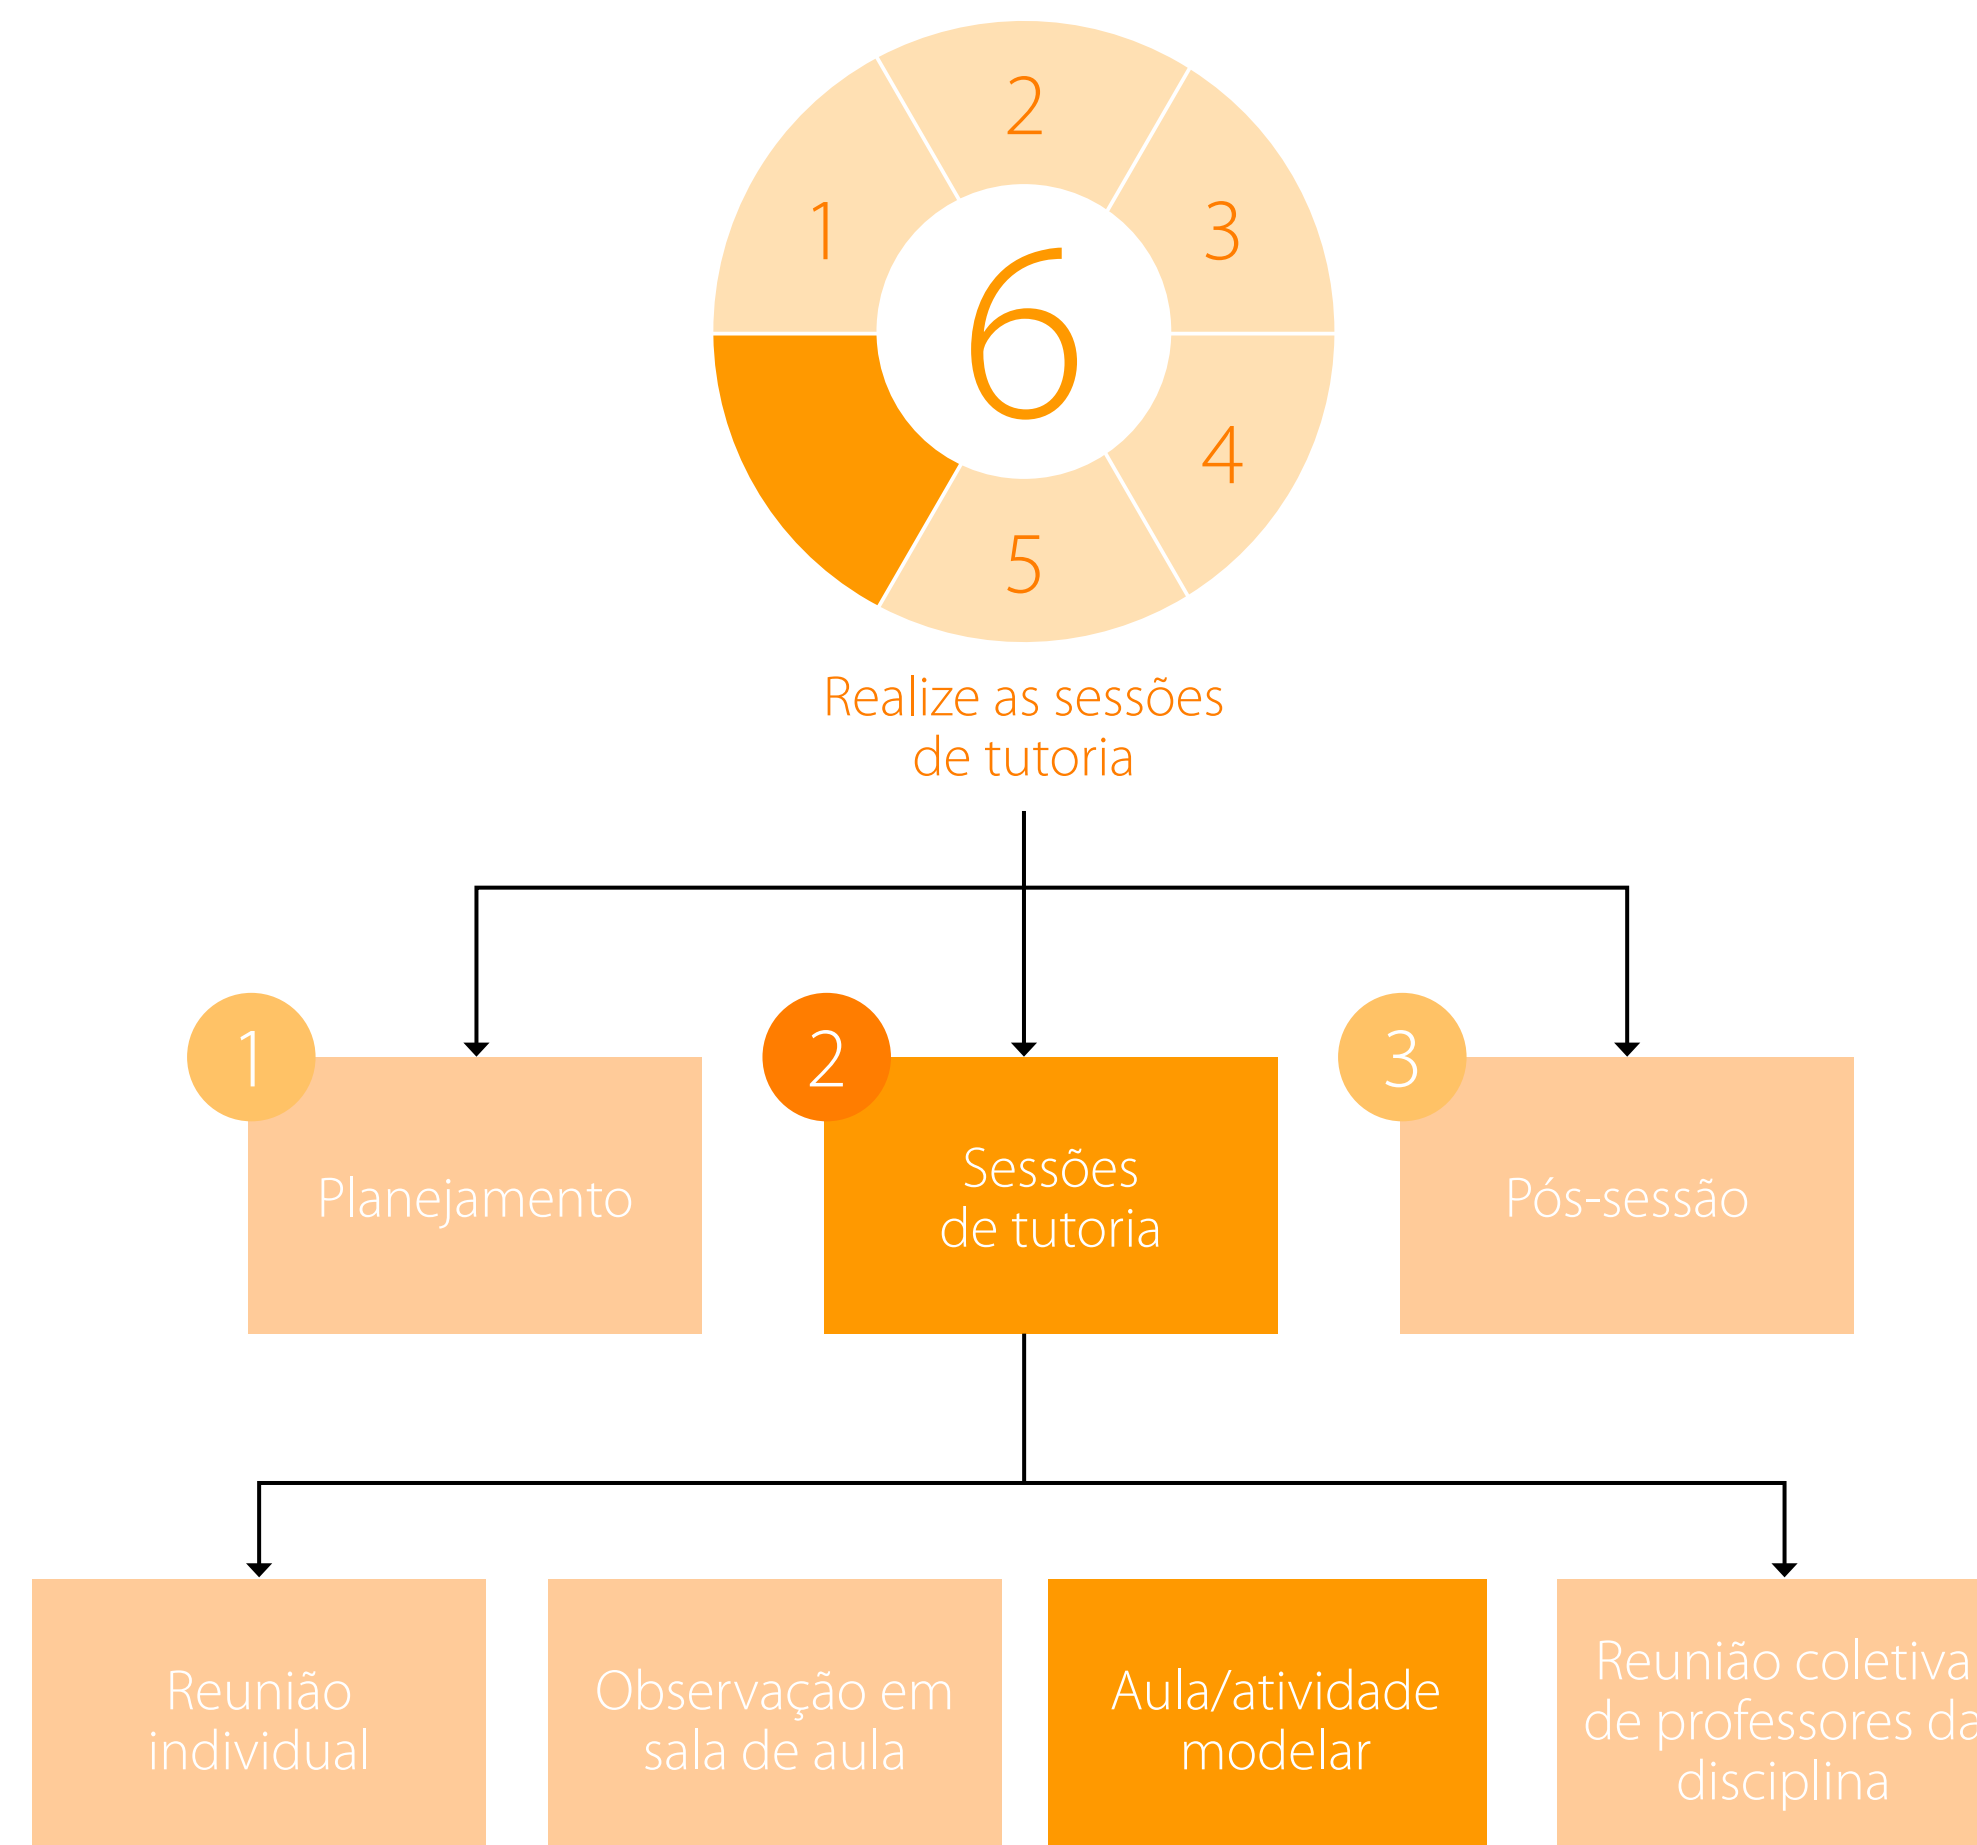 2
1
3
6
4
5
Realize as sessões
de tutoria
1
2
3
Planejamento
Sessões
de tutoria
Pós-sessão
Reunião
individual
Observação em
sala de aula
Aula/atividade
modelar
Reunião coletiva
de professores da
disciplina